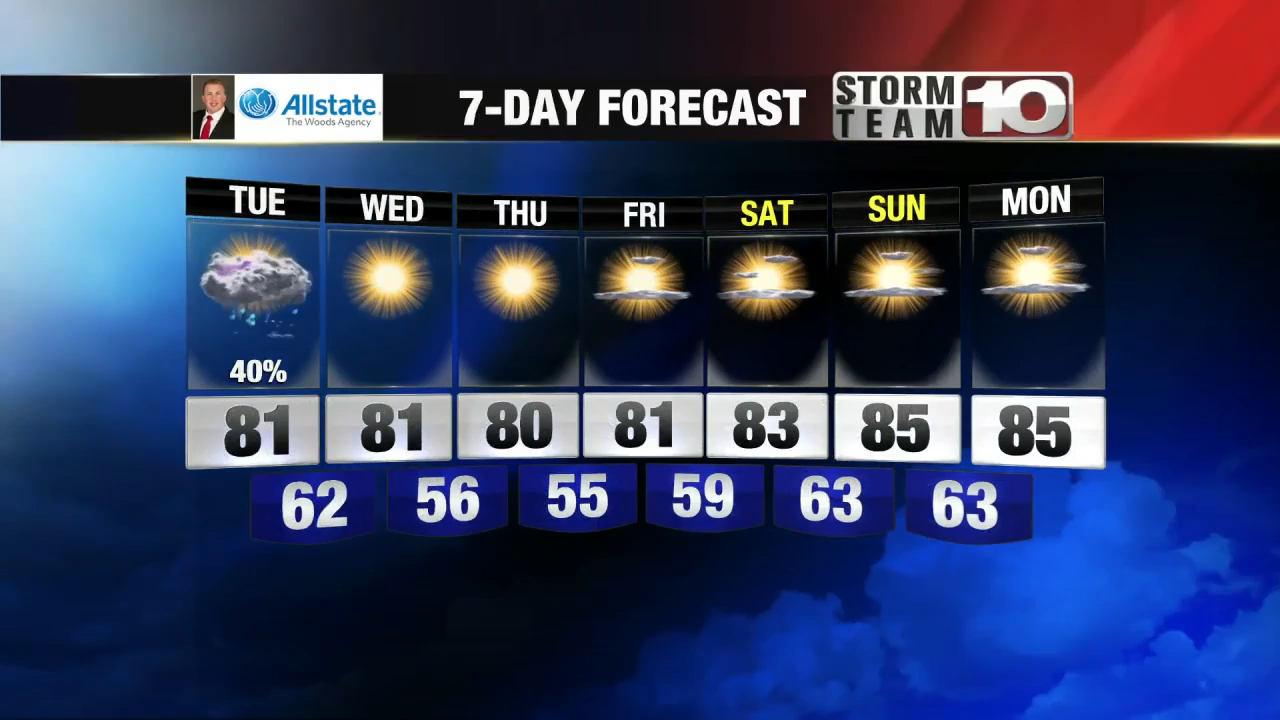 Allstate.
The Woods Agency
7-DAY FORECAST
STORM
TEAM
10
TUE WED THU FRI SAT SUN MON
40%
81 81 80 81 83 85 85
62 56 55 59 63 63